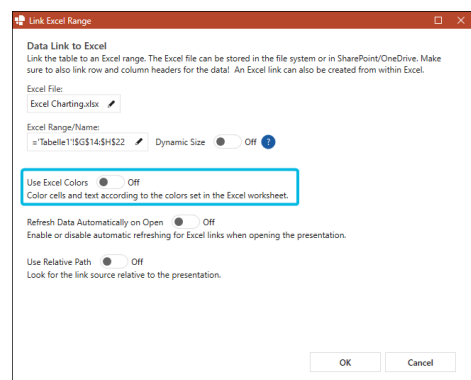 Link Excel Range
Data Link to Excel
Link the table to an Excel range. The Excel file can be stored in the file system or in SharePoint/OneDrive. Make
sure to also link row and column headers for the data! An Excel link can also be created from within Excel.
Excel File:
Excel Charting.xlsx
Excel Range/Name:
='Tabelle1'!$G$14:$H$22 Dynamic Size Off ?
Use Excel Colors Off
Color cells and text according to the colors set in the Excel worksheet.
Refresh Data Automatically on Open Off
Enable or disable automatic refreshing for Excel links when opening the presentation.
Use Relative Path Off
Look for the link source relative to the presentation.
OK Cancel